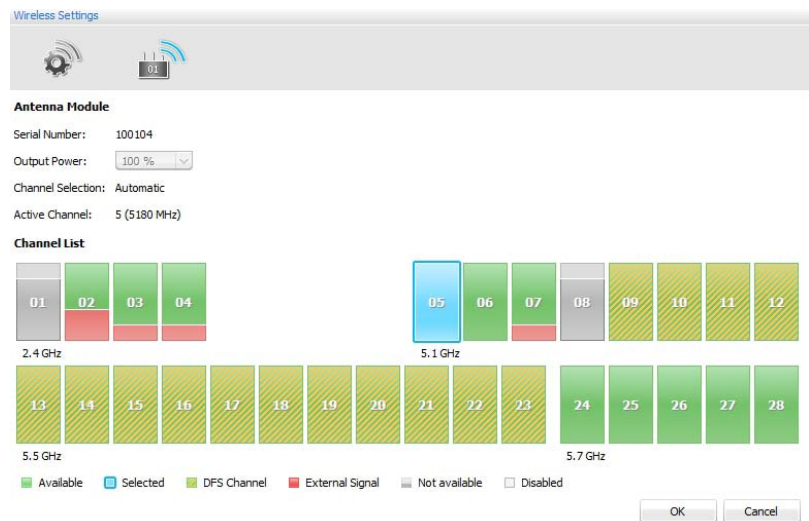 Wireless Settings
01
Antenna Module
Serial Number: 100104
Output Power: 100 %
Channel Selection: Automatic
Active Channel: 5 (5180 MHz)
Channel List
01 02 03 04 05 06 07 08 09 10 11 12
2.4 GHz 5.1 GHz
13 14 15 16 17 18 19 20 21 22 23 24 25 26 27 28
5.5 GHz 5.7 GHz
Available Selected DFS Channel External Signal Not available Disabled
OK Cancel